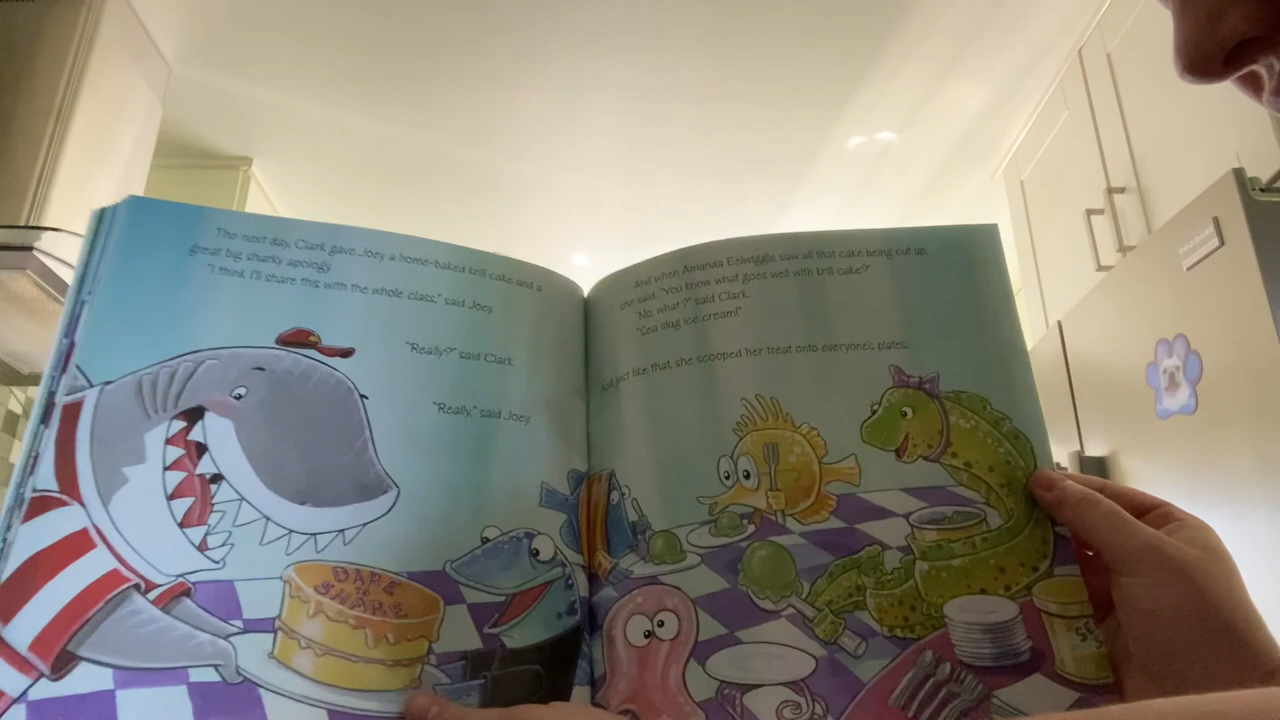 The next day, Clark gave Joey a home-baked krill cake and a
great big sharky apology.
"I think I'll share this with the whole class," said Joey.
"Really?" said Clark.
"Really," said Joey.
DARE
TO
SHARE
And when Amanda Eelwiggle saw all that cake being cut up,
she said, "You know what goes well with krill cake?"
"No, what?" said Clark.
"Sea slug ice cream!"
And just like that, she scooped her treat onto everyone's plates.
SE